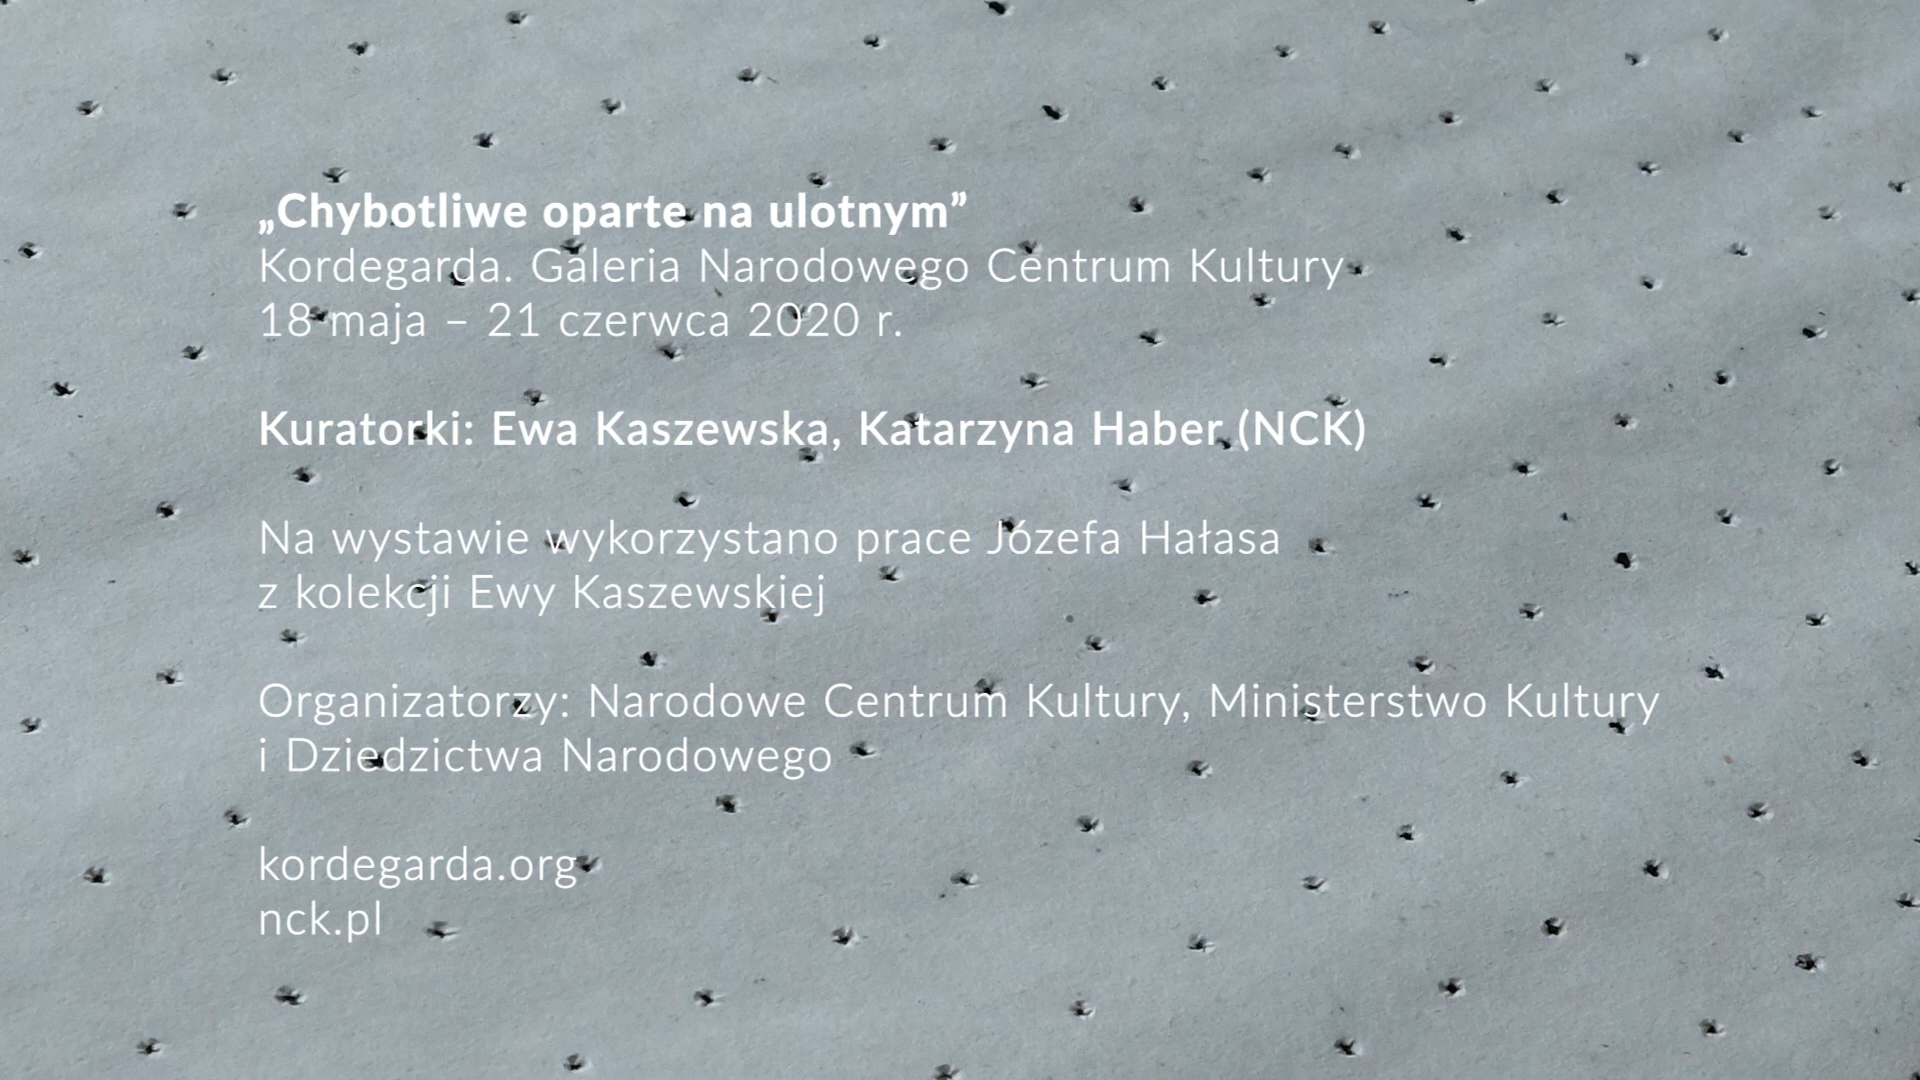 „Chybotliwe oparte na ulotnym”
Kordegarda. Galeria Narodowego Centrum Kultury
18 maja – 21 czerwca 2020 r.
Kuratorki: Ewa Kaszewska, Katarzyna Haber (NCK)
Na wystawie wykorzystano prace Józefa Hałasa
z kolekcji Ewy Kaszewskiej
Organizatorzy: Narodowe Centrum Kultury, Ministerstwo Kultury
i Dziedzictwa Narodowego
kordegarda.org
nck.pl